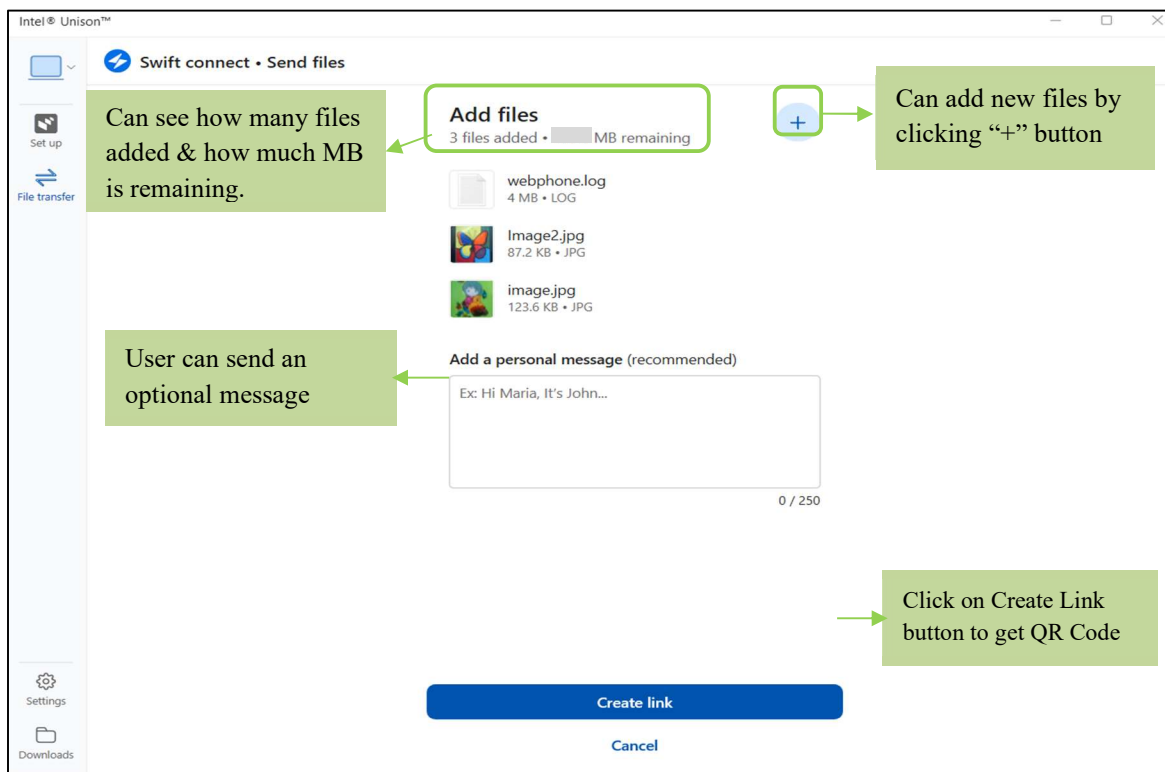 Intel® Unison™
Swift connect • Send files
Set up
File transfer
Can see how many files
added & how much MB
is remaining.
Add files
3 files added • MB remaining
+
Can add new files by
clicking “+” button
webphone.log
4 MB • LOG
Image2.jpg
87.2 KB • JPG
image.jpg
123.6 KB • JPG
User can send an
optional message
Add a personal message (recommended)
Ex: Hi Maria, It's John...
0 / 250
Click on Create Link
button to get QR Code
Settings
Downloads
Create link
Cancel